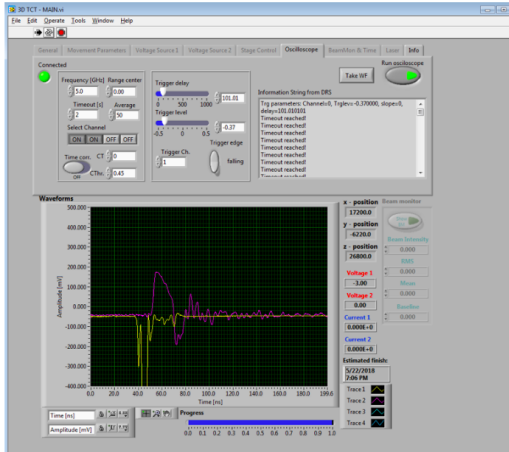 3D TCT - MAIN.vi
File Edit Operate Tools Window Help
General Movement Parameters Voltage Source 1 Voltage Source 2 Stage Control Oscilloscope BeamMon & Time Laser Info
Connected
Run osciloscope
Take WF
Frequency [GHz] Range center
5.0 0.00
Timeout [s] Average
2 50
Select Channel
ON ON OFF OFF
Time corr. CT 0
OFF CThr. 0.45
Trigger delay
0 500 1000 101.01
Trigger level
-0.5 0 0.5 -0.37
Trigger edge
Trigger Ch.
1 falling
Information String from DRS
Trg parameters: Channel=0, Trglev=-0.370000, slope=0,
delay=101.010101
Timeout reached!
Timeout reached!
Timeout reached!
Timeout reached!
Timeout reached!
Timeout reached!
Timeout reached!
Waveforms
Amplitude [mV]
500.000
400.000
300.000
200.000
100.000
0.000
-100.000
-200.000
-300.000
-400.000
0.0 20.0 40.0 60.0 80.0 100.0 120.0 140.0 160.0 180.0 199.6
Time [ns]
x - position
17200.0
y - position
-6220.0
z - position
26800.0
Voltage 1
-3.00
Voltage 2
0.00
Current 1
0.000E+0
Current 2
0.000E+0
Estimated finish:
5/22/2018
7:06 PM
Trace 1
Trace 2
Trace 3
Trace 4
Beam monitor
Beam Intensity
0.000
RMS
0.000
Mean
0.000
Baseline
0.000
Time [ns]
Amplitude [mV]
Progress
0.0 0.1 0.2 0.3 0.4 0.5 0.6 0.7 0.8 0.9 1.0